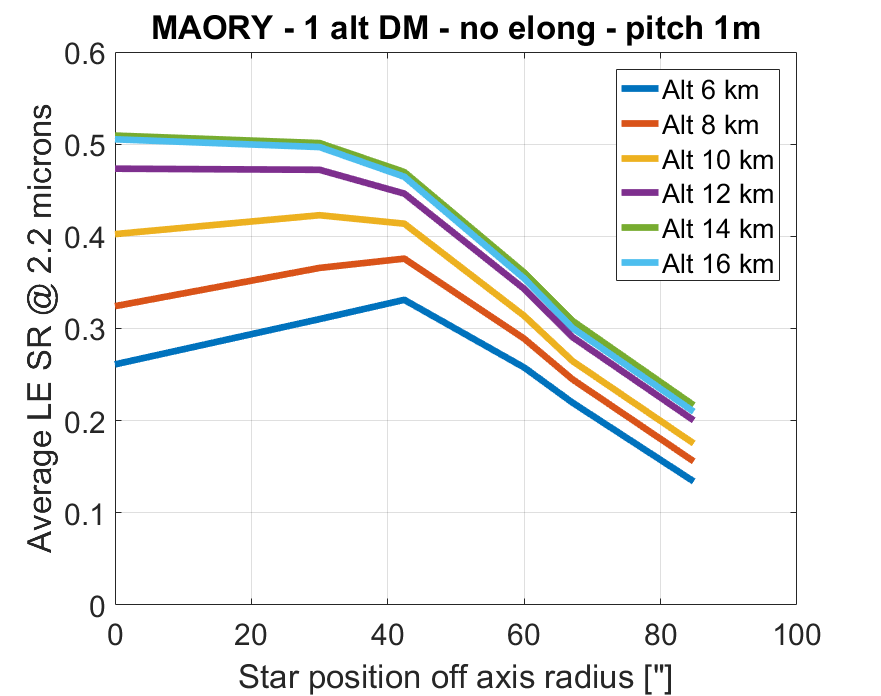 MAORY - 1 alt DM - no elong - pitch 1m
Average LE SR @ 2.2 microns
0.6
0.5
0.4
0.3
0.2
0.1
0
Alt 6 km
Alt 8 km
Alt 10 km
Alt 12 km
Alt 14 km
Alt 16 km
0 20 40 60 80 100
Star position off axis radius ["]